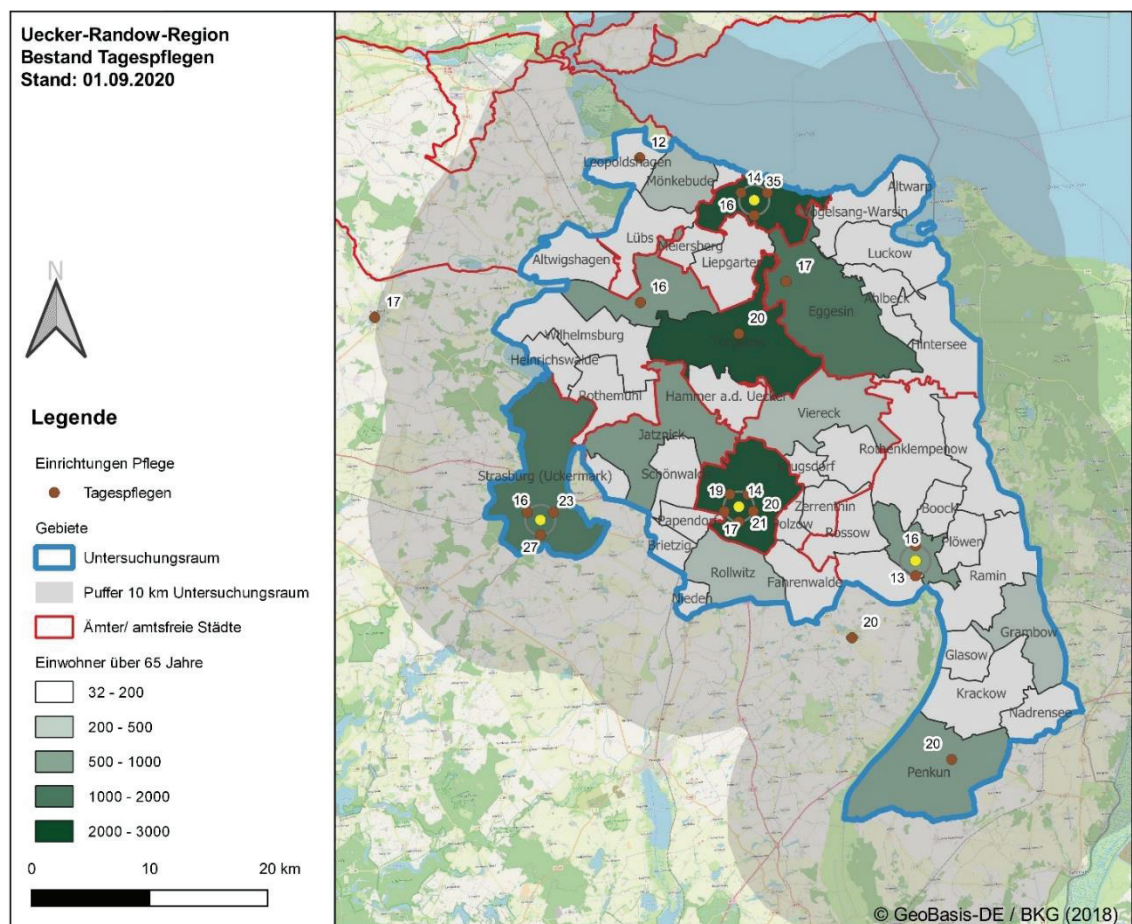 Uecker-Randow-Region
Bestand Tagespflegen
Stand: 01.09.2020
N
Legende
Einrichtungen Pflege
Tagespflegen
Gebiete
Untersuchungsraum
Puffer 10 km Untersuchungsraum
Ämter/ amtsfreie Städte
Einwohner über 65 Jahre
32 - 200
200 - 500
500 - 1000
1000 - 2000
2000 - 3000
0 10 20 km
12
Leopoldshagen
Mönkebude
14 35
16
Altwarp
Vogelsang-Warsin
Lübs
Meiersberg
Altwigshagen
Liepgarten
Luckow
17
16
Ahlbeck
Eggesin
17
20
Wilhelmsburg
Hintersee
Heinrichswalde
Rothemühl
Hammer a.d. Uecker
Viereck
Jatznick
Rothenklempenow
Schönwald
Strasburg (Uckermark)
16 23
27
19 14
20
17 21
Zerrenthin
Polzow
Rossow
Boock
Papendorf
Brietzig
16
Plöwen
13
Ramin
Rollwitz
Fahrenwalde
Nieden
20
Grambow
Glasow
Krackow
Nadrensee
20
Penkun
© GeoBasis-DE / BKG (2018)